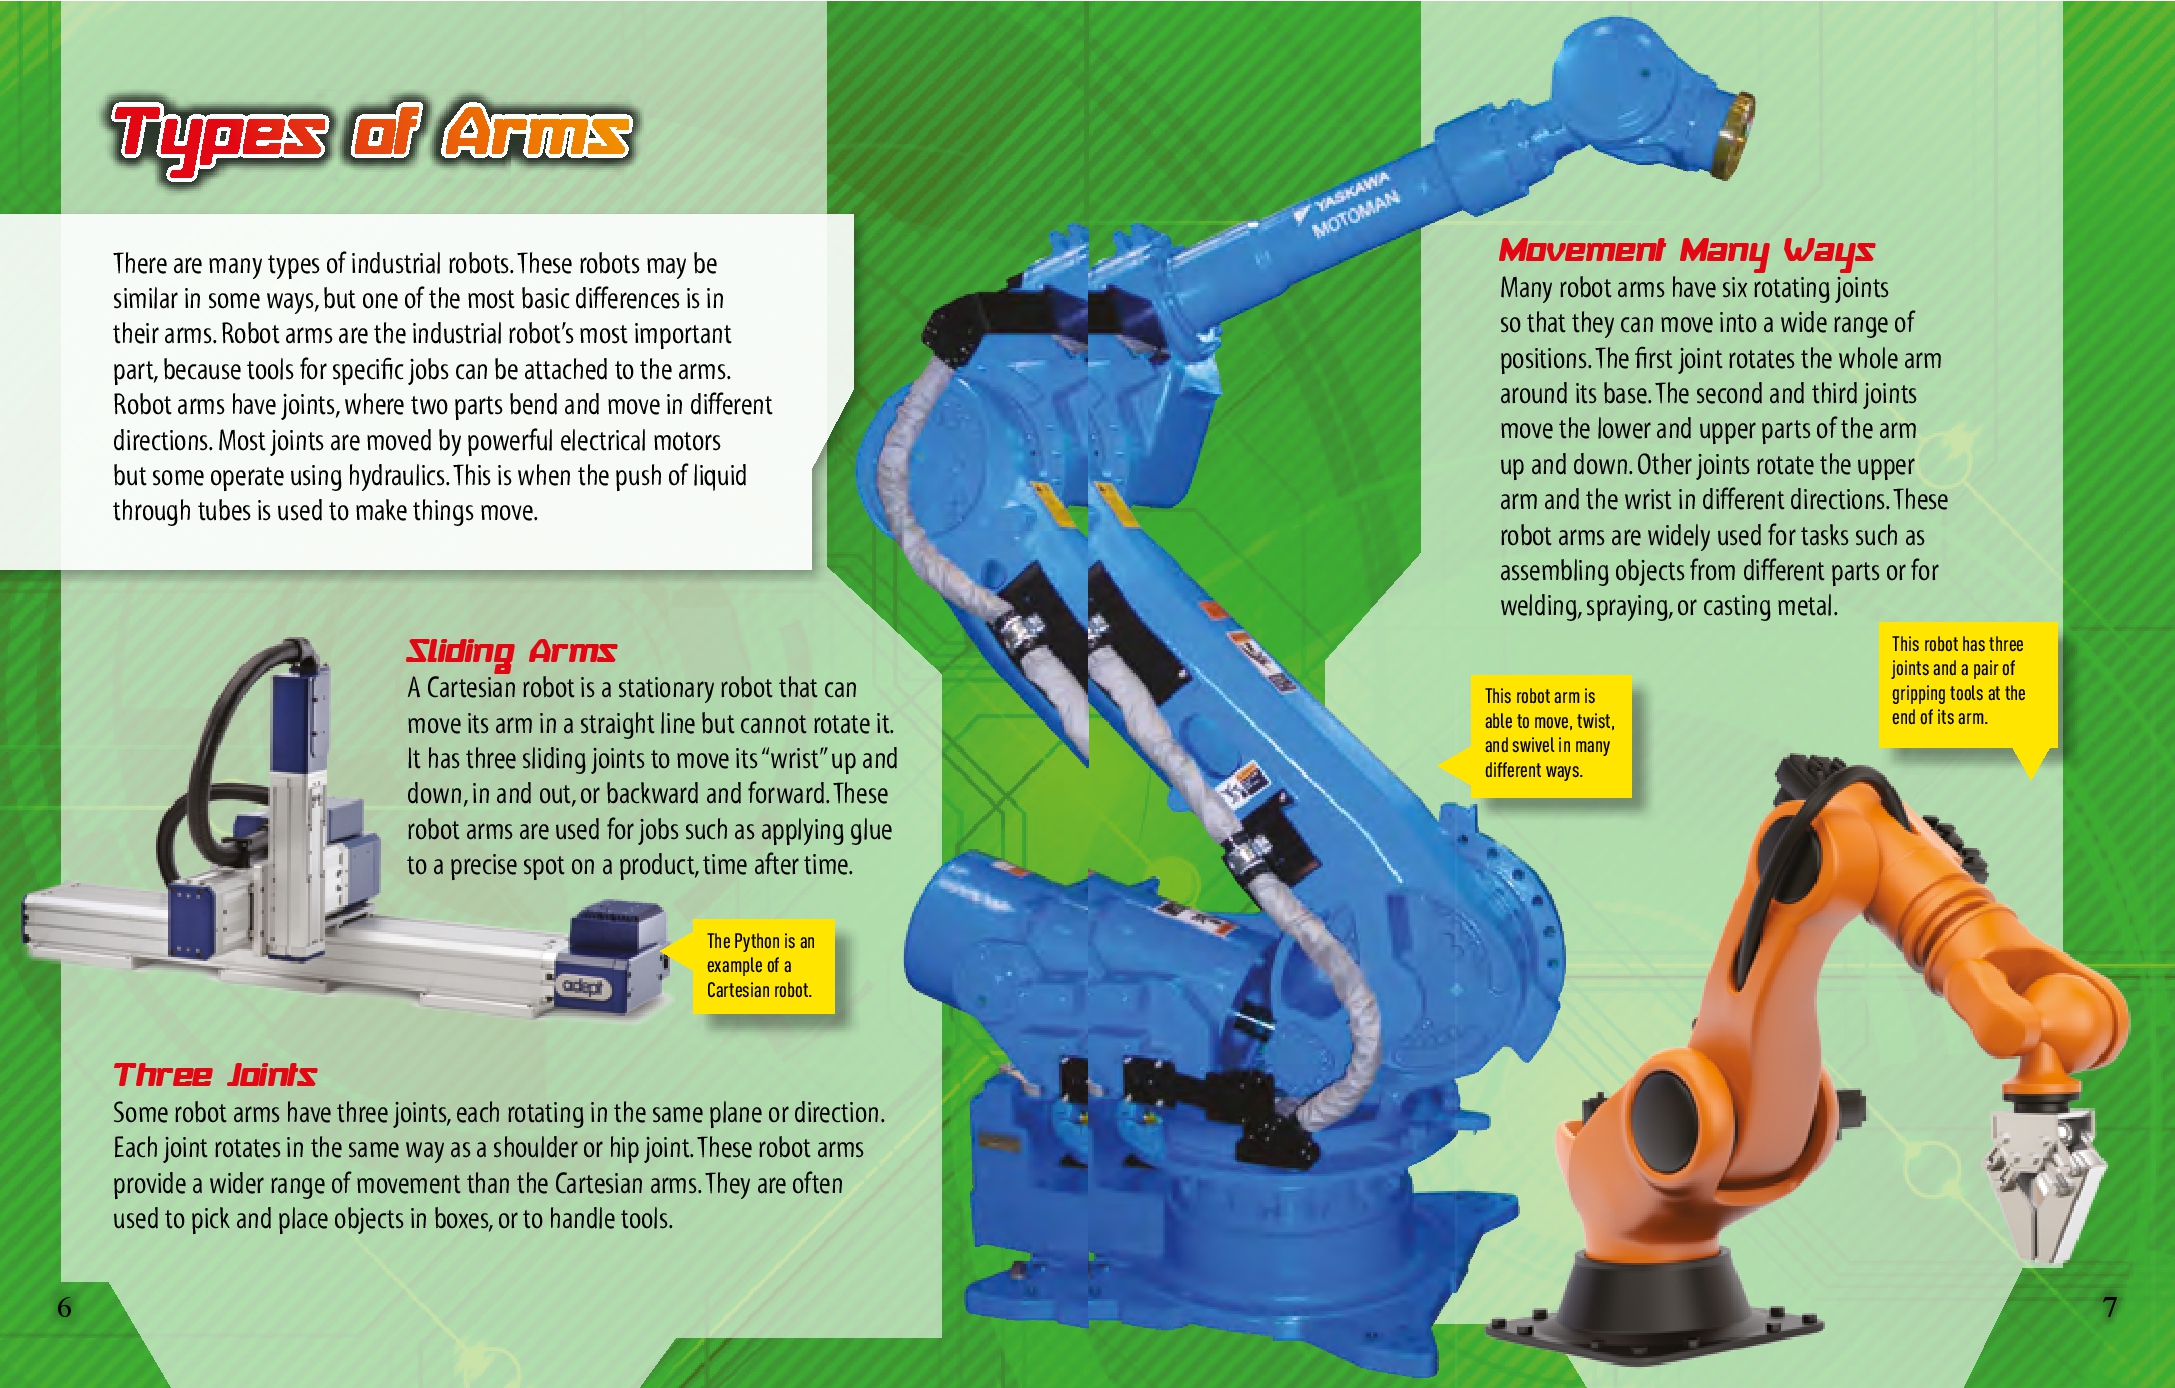 Types of Arms
There are many types of industrial robots. These robots may be
similar in some ways, but one of the most basic differences is in
their arms. Robot arms are the industrial robot’s most important
part, because tools for specific jobs can be attached to the arms.
Robot arms have joints, where two parts bend and move in different
directions. Most joints are moved by powerful electrical motors
but some operate using hydraulics. This is when the push of liquid
through tubes is used to make things move.
Sliding Arms
A Cartesian robot is a stationary robot that can
move its arm in a straight line but cannot rotate it.
It has three sliding joints to move its “wrist” up and
down, in and out, or backward and forward. These
robot arms are used for jobs such as applying glue
to a precise spot on a product, time after time.
adept
The Python is an
example of a
Cartesian robot.
Three Joints
Some robot arms have three joints, each rotating in the same plane or direction.
Each joint rotates in the same way as a shoulder or hip joint. These robot arms
provide a wider range of movement than the Cartesian arms. They are often
used to pick and place objects in boxes, or to handle tools.
6
YASKAWA
MOTOMAN
Movement Many Ways
Many robot arms have six rotating joints
so that they can move into a wide range of
positions. The first joint rotates the whole arm
around its base. The second and third joints
move the lower and upper parts of the arm
up and down. Other joints rotate the upper
arm and the wrist in different directions. These
robot arms are widely used for tasks such as
assembling objects from different parts or for
welding, spraying, or casting metal.
This robot arm is
able to move, twist,
and swivel in many
different ways.
This robot has three
joints and a pair of
gripping tools at the
end of its arm.
7